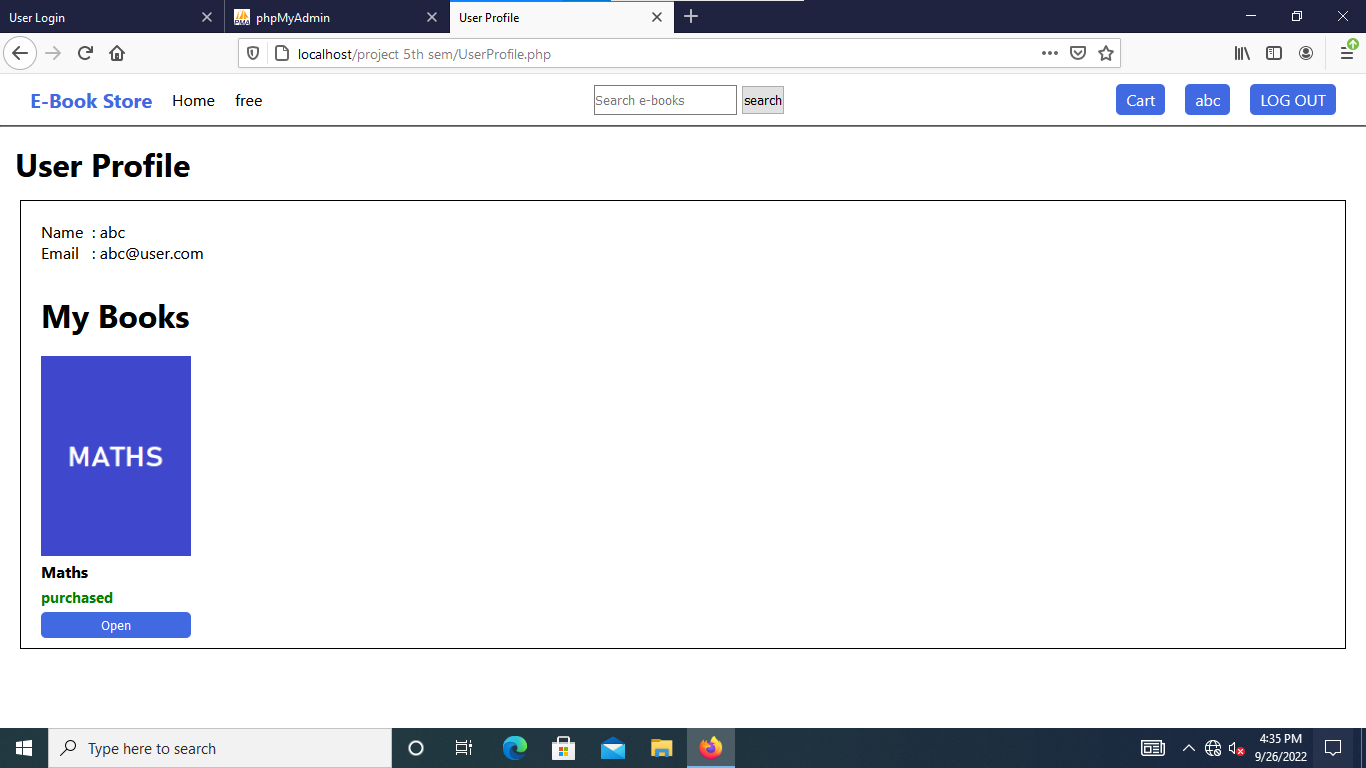 User Login
phpMyAdmin
User Profile
localhost/project 5th sem/UserProfile.php
E-Book Store
Home
free
Search e-books
search
Cart
abc
LOG OUT
User Profile
Name : abc
Email : abc@user.com
My Books
MATHS
Maths
purchased
Open
Type here to search
4:35 PM
9/26/2022